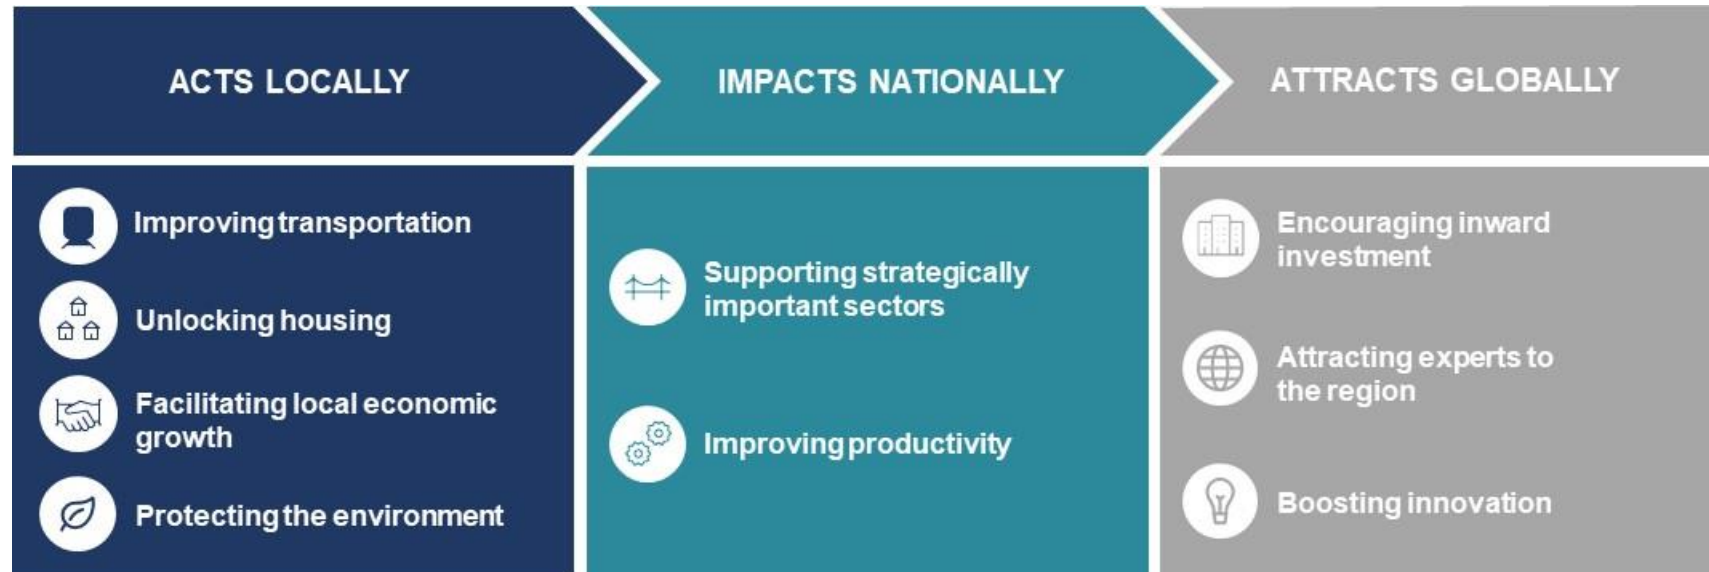 ACTS LOCALLY
IMPACTS NATIONALLY
ATTRACTS GLOBALLY
Improving transportation
Unlocking housing
Facilitating local economic
growth
Protecting the environment
Supporting strategically
important sectors
Improving productivity
Encouraging inward
investment
Attracting experts to
the region
Boosting innovation